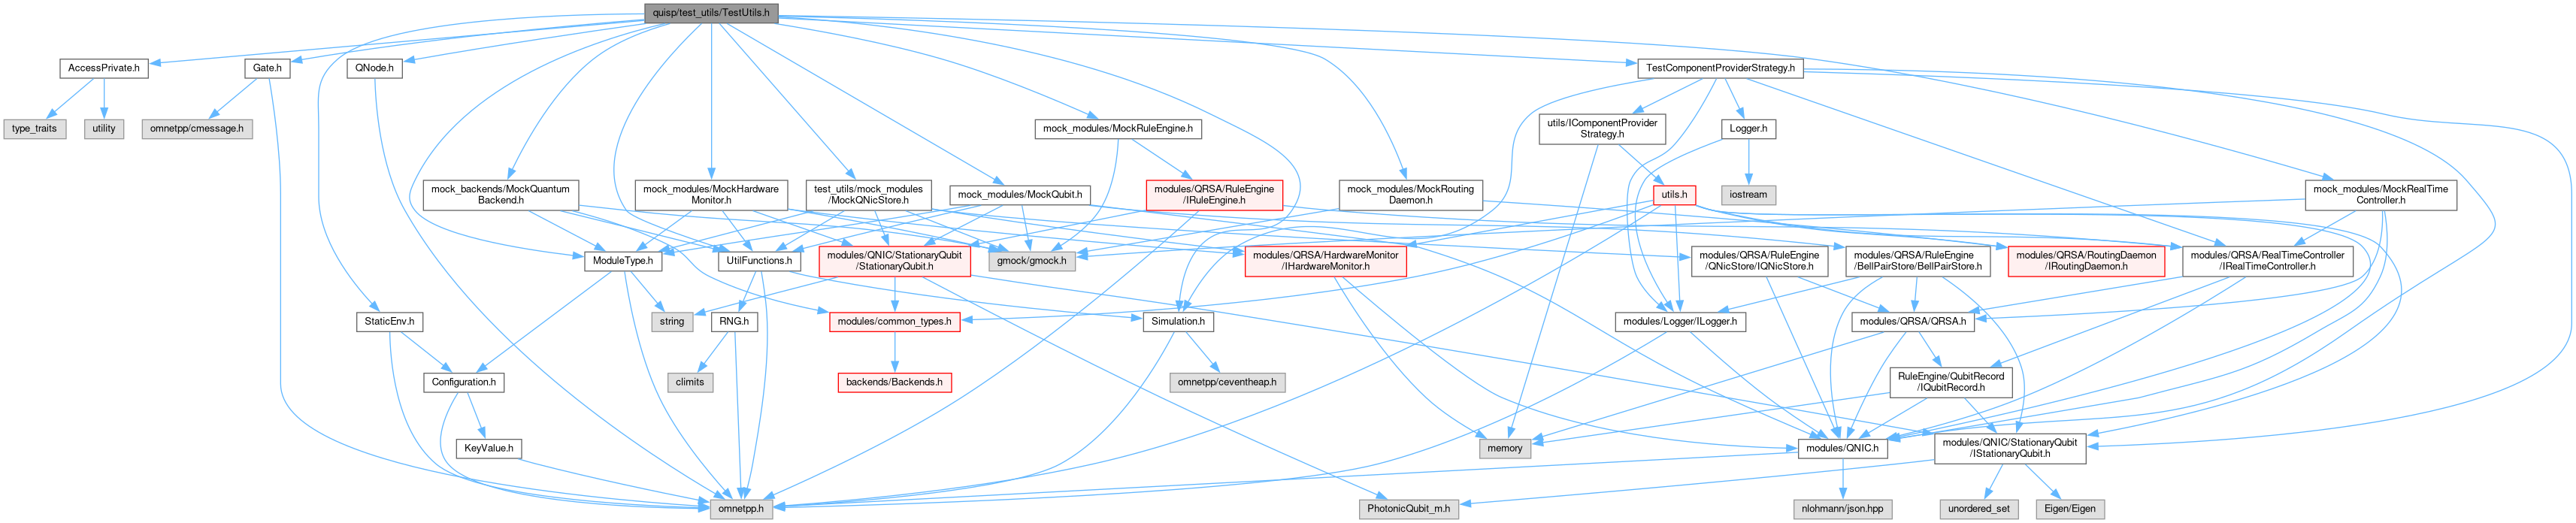 quisp/test_utils/TestUtils.h
AccessPrivate.h
Gate.h
QNode.h
TestComponentProviderStrategy.h
type_traits
utility
omnetpp/cmessage.h
mock_modules/MockRuleEngine.h
utils/IComponentProvider
Strategy.h
Logger.h
mock_backends/MockQuantum
Backend.h
mock_modules/MockHardware
Monitor.h
test_utils/mock_modules
/MockQNicStore.h
mock_modules/MockQubit.h
modules/QRSA/RuleEngine
/IRuleEngine.h
mock_modules/MockRouting
Daemon.h
utils.h
iostream
mock_modules/MockRealTime
Controller.h
ModuleType.h
UtilFunctions.h
modules/QNIC/StationaryQubit
/StationaryQubit.h
gmock/gmock.h
modules/QRSA/HardwareMonitor
/IHardwareMonitor.h
modules/QRSA/RuleEngine
/QNicStore/IQNicStore.h
modules/QRSA/RuleEngine
/BellPairStore/BellPairStore.h
modules/QRSA/RoutingDaemon
/IRoutingDaemon.h
modules/QRSA/RealTimeController
/IRealTimeController.h
StaticEnv.h
string
RNG.h
modules/common_types.h
Simulation.h
modules/Logger/ILogger.h
modules/QRSA/QRSA.h
Configuration.h
climits
backends/Backends.h
omnetpp/ceventheap.h
RuleEngine/QubitRecord
/IQubitRecord.h
KeyValue.h
memory
modules/QNIC.h
modules/QNIC/StationaryQubit
/IStationaryQubit.h
omnetpp.h
PhotonicQubit_m.h
nlohmann/json.hpp
unordered_set
Eigen/Eigen